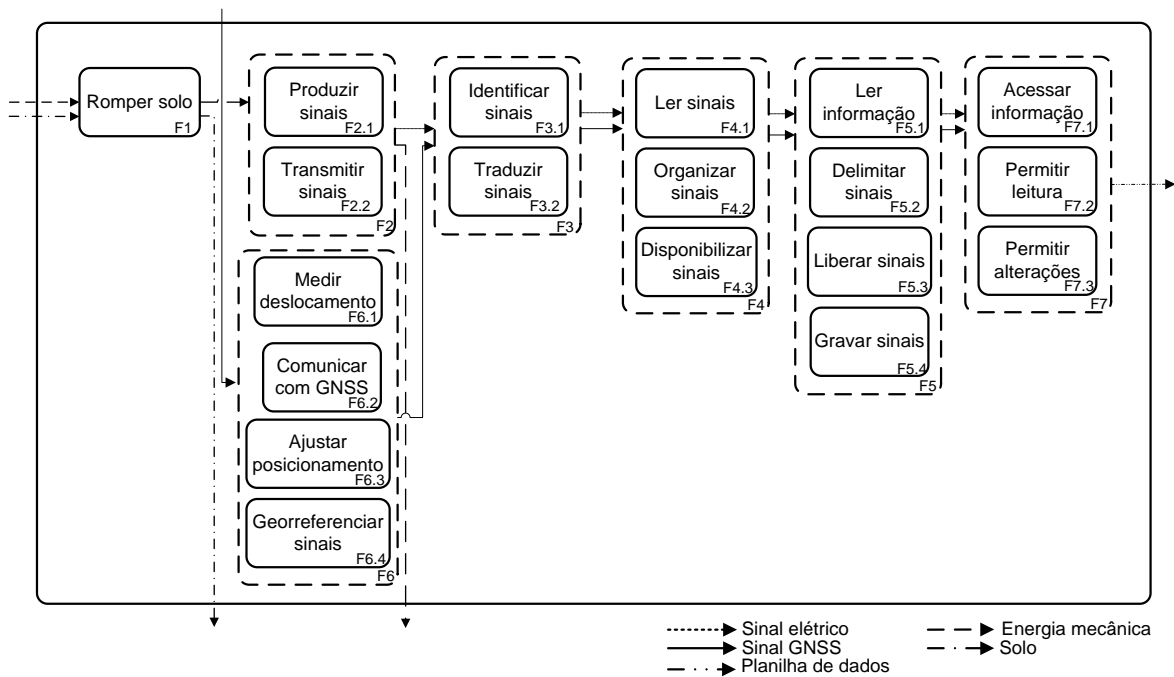 Romper solo
F1
Produzir
sinais
F2.1
Transmitir
sinais
F2.2
F2
Medir
deslocamento
F6.1
Comunicar
com GNSS
F6.2
Ajustar
posicionamento
F6.3
Georreferenciar
sinais
F6.4
F6
Identificar
sinais
F3.1
Traduzir
sinais
F3.2
F3
Ler sinais
F4.1
Organizar
sinais
F4.2
Disponibilizar
sinais
F4.3
F4
Ler
informação
F5.1
Delimitar
sinais
F5.2
Liberar sinais
F5.3
Gravar sinais
F5.4
F5
Acessar
informação
F7.1
Permitir
leitura
F7.2
Permitir
alterações
F7.3
F7
Sinal elétrico
Sinal GNSS
Planilha de dados
Energia mecânica
Solo